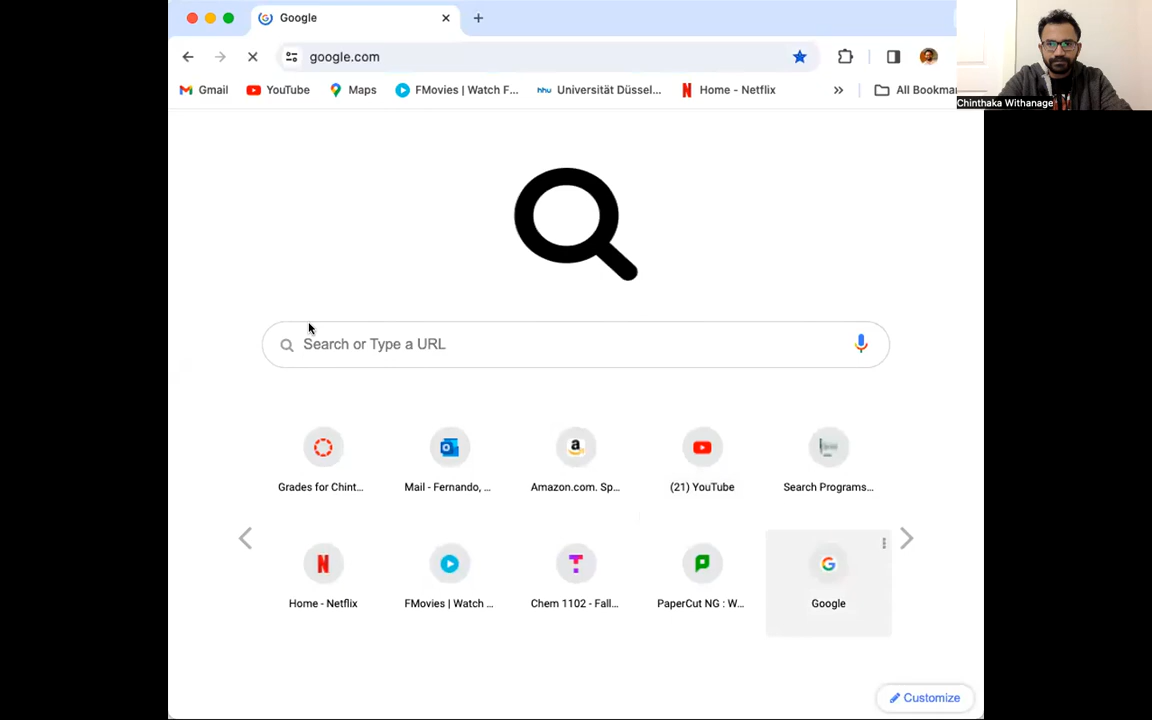 Google
google.com
Gmail
YouTube
Maps
FMovies | Watch F...
hhu
Universität Düssel...
Home - Netflix
All Bookmar
Chinthaka Withanage
Search or Type a URL
Grades for Chint...
Mail - Fernando, ...
Amazon.com. Sp...
(21) YouTube
Search Programs...
Home - Netflix
FMovies | Watch ...
Chem 1102 - Fall...
PaperCut NG : W...
Google
Customize